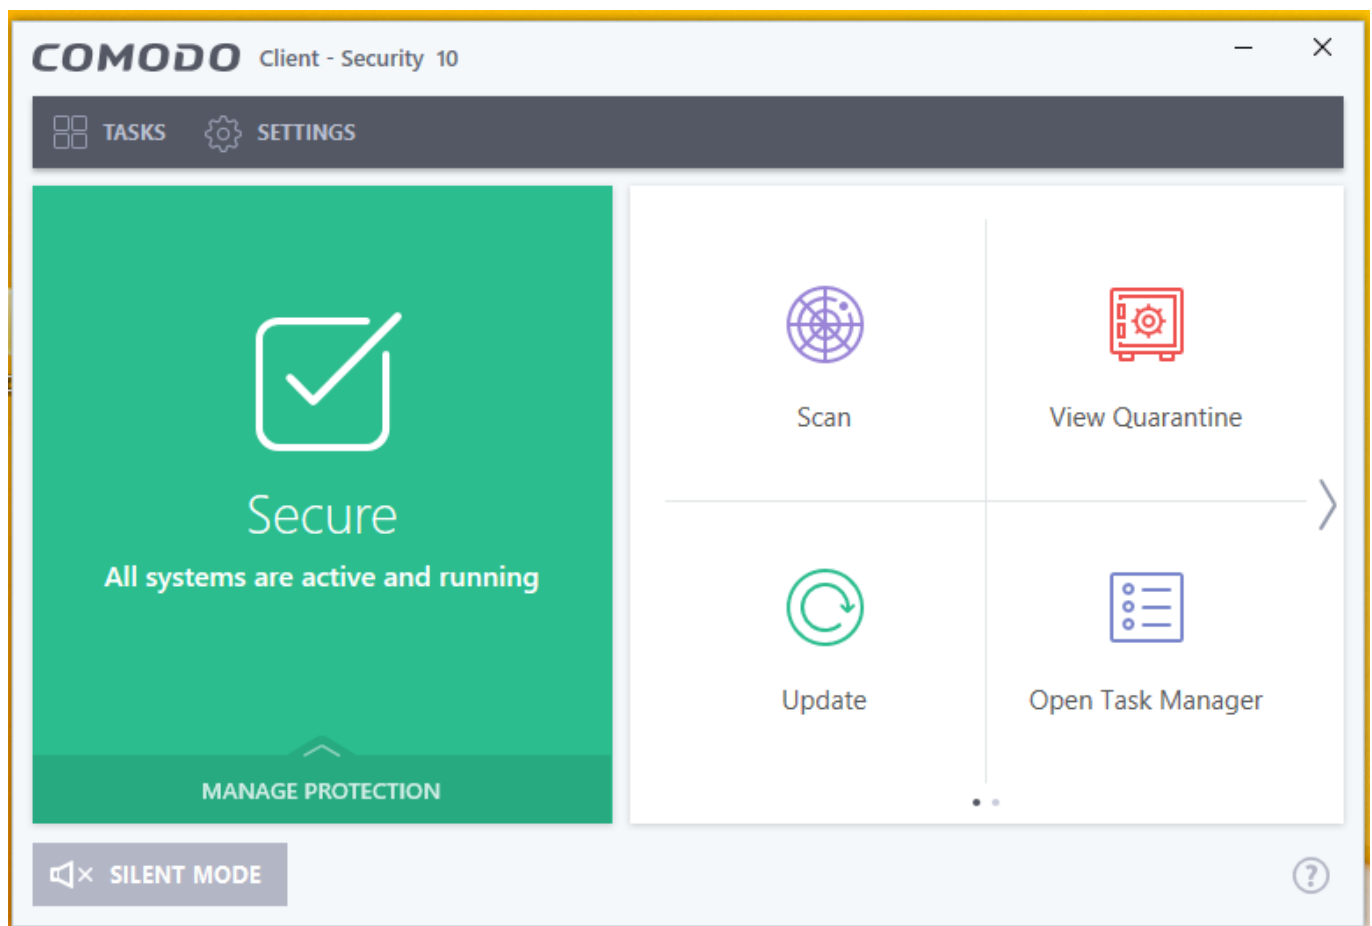 COMODO Client - Security 10
TASKS SETTINGS
Secure
All systems are active and running
MANAGE PROTECTION
Scan
View Quarantine
Update
Open Task Manager
SILENT MODE
?